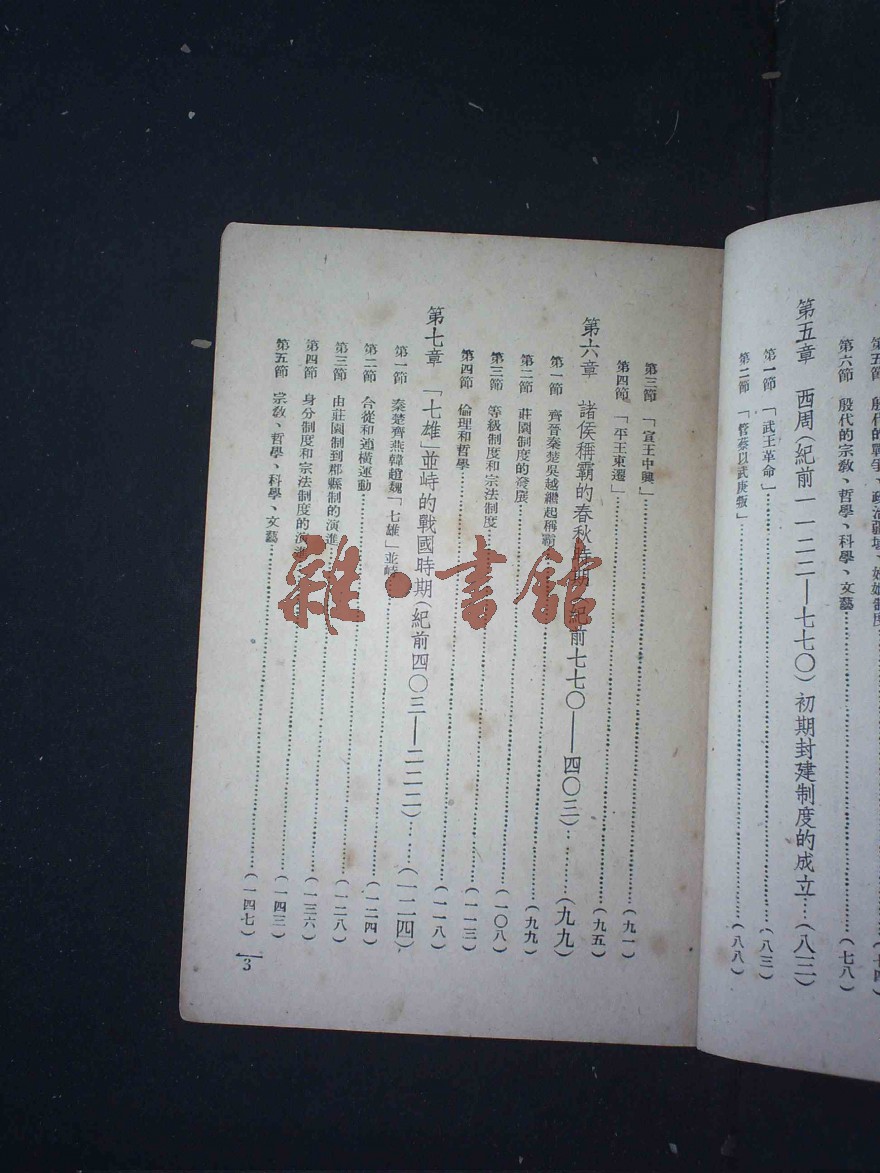 第五節 殷代的戰爭、政治疆域、婚姻制度……(七四)
第六節 殷代的宗教、哲學、科學、文藝……(七八)
第五章 西周(紀前一一二二—七七〇)初期封建制度的成立……(八三)
第一節 「武王革命」……(八三)
第二節 「管蔡以武庚叛」……(八八)
第三節 「宣王中興」……(九一)
第四節 「平王東遷」……(九五)
第六章 諸侯稱霸的春秋時期(紀前七七〇—四〇三)……(九九)
第一節 齊晉秦楚吳越繼起稱霸……(九九)
第二節 莊園制度的發展……(一〇八)
第三節 等級制度和宗法制度……(一一三)
第四節 倫理和哲學……(一一八)
第七章 「七雄」並峙的戰國時期(紀前四〇三—二二二)……(一二四)
第一節 秦楚齊燕韓趙魏「七雄」並峙……(一二四)
第二節 合從和連橫運動……(一二八)
第三節 由莊園制到郡縣制的演進……(一三六)
第四節 身分制度和宗法制度的演進……(一四三)
第五節 宗教、哲學、科學、文藝……(一四七)
3
雜·書館